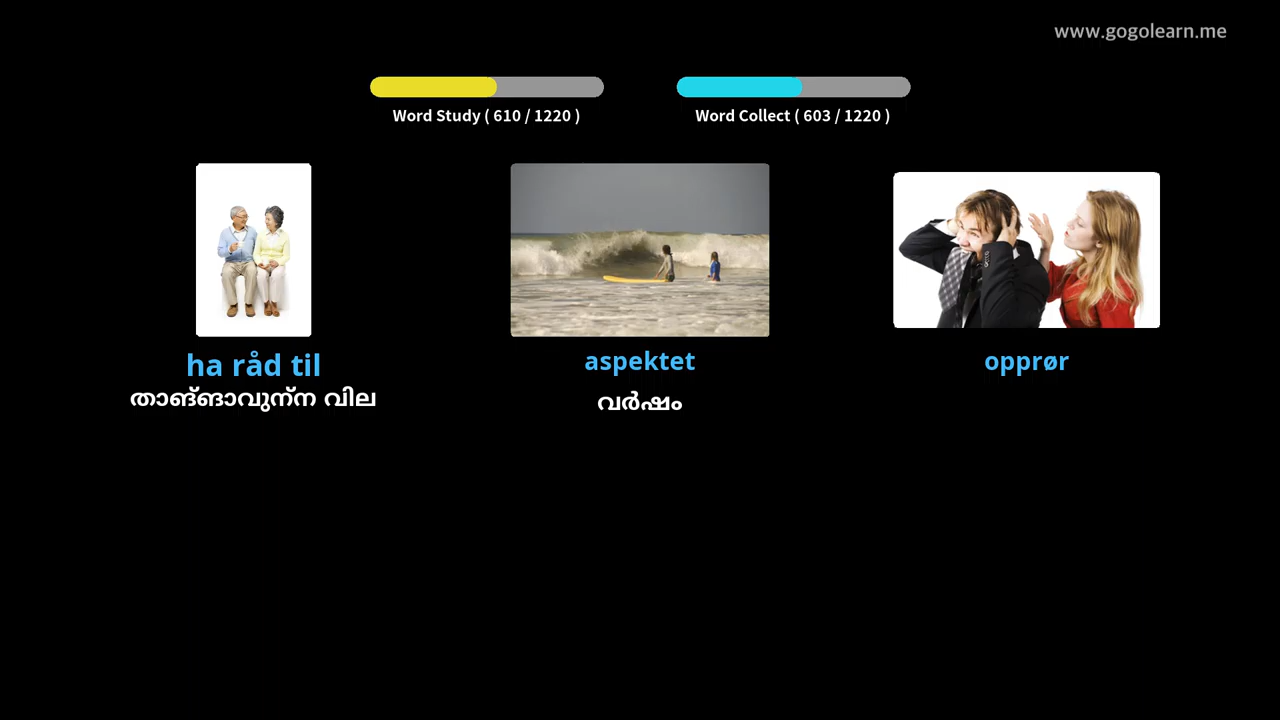 www.gogolearn.me
Word Study ( 610 / 1220 )
Word Collect ( 603 / 1220 )
ha råd til
താങ്ങാവുന്ന വില
aspektet
വർഷം
opprør